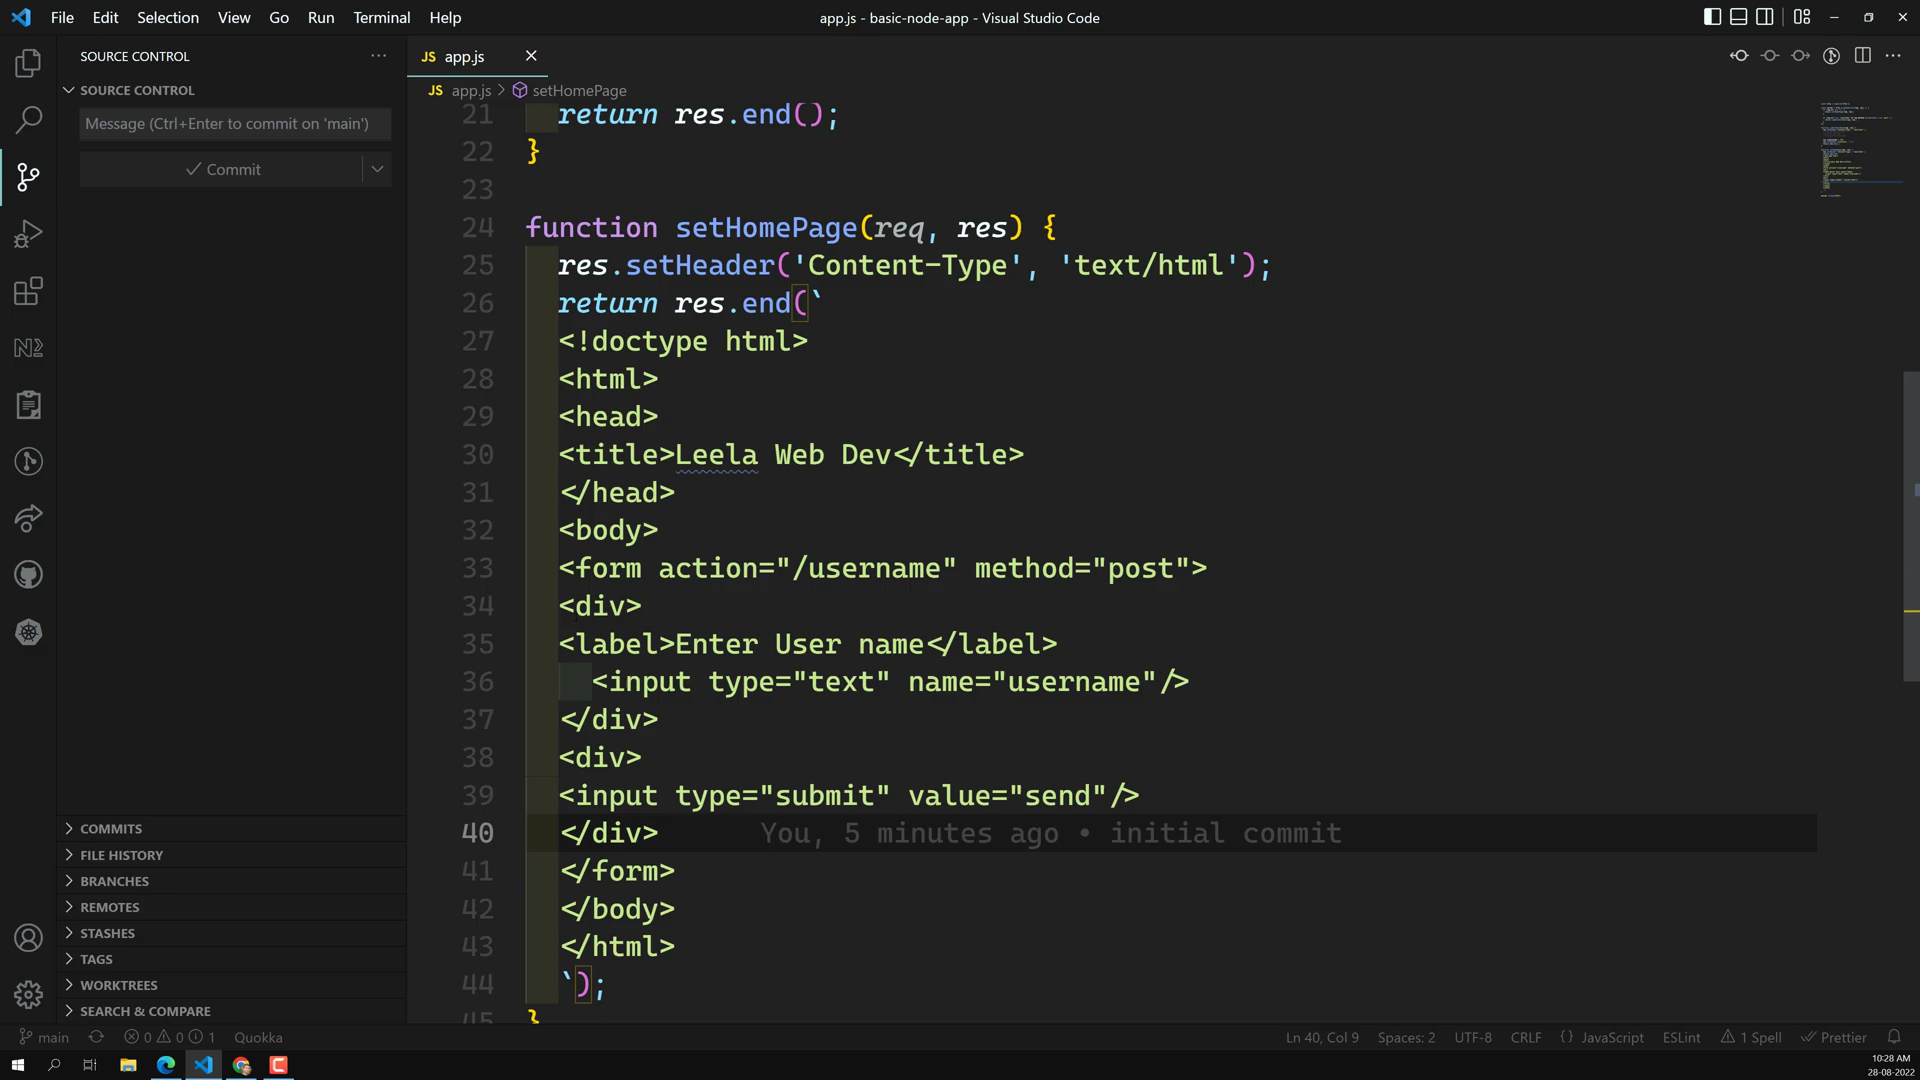 File Edit Selection View Go Run Terminal Help
app.js - basic-node-app - Visual Studio Code
SOURCE CONTROL
SOURCE CONTROL
Message (Ctrl+Enter to commit on 'main')
Commit
COMMITS
FILE HISTORY
BRANCHES
REMOTES
STASHES
TAGS
WORKTREES
SEARCH & COMPARE
JS app.js
JS app.js > setHomePage
21 return res.end();
22 }
23
24 function setHomePage(req, res) {
25 res.setHeader('Content-Type', 'text/html');
26 return res.end(`
27 <!doctype html>
28 <html>
29 <head>
30 <title>Leela Web Dev</title>
31 </head>
32 <body>
33 <form action="/username" method="post">
34 <div>
35 <label>Enter User name</label>
36 <input type="text" name="username"/>
37 </div>
38 <div>
39 <input type="submit" value="send"/>
40 </div> You, 5 minutes ago • initial commit
41 </form>
42 </body>
43 </html>
44 `);
45 }
main 0 0 1 Quokka Ln 40, Col 9 Spaces: 2 UTF-8 CRLF {} JavaScript ESLint 1 Spell Prettier
10:28 AM
28-08-2022